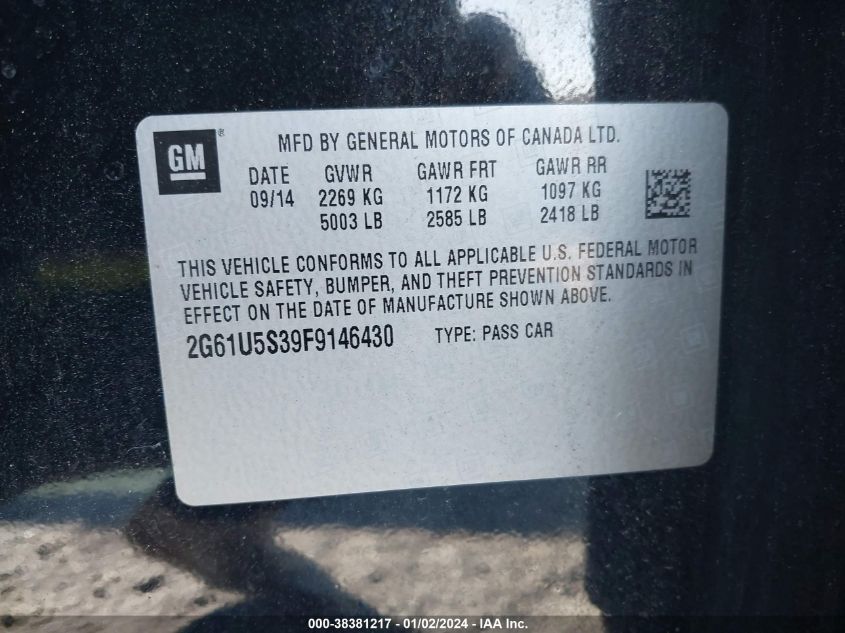 GM ®
MFD BY GENERAL MOTORS OF CANADA LTD.
DATE GVWR GAWR FRT GAWR RR
09/14 2269 KG 1172 KG 1097 KG
5003 LB 2585 LB 2418 LB
THIS VEHICLE CONFORMS TO ALL APPLICABLE U.S. FEDERAL MOTOR
VEHICLE SAFETY, BUMPER, AND THEFT PREVENTION STANDARDS IN
EFFECT ON THE DATE OF MANUFACTURE SHOWN ABOVE.
2G61U5S39F9146430 TYPE: PASS CAR
000-38381217 - 01/02/2024 - IAA Inc.